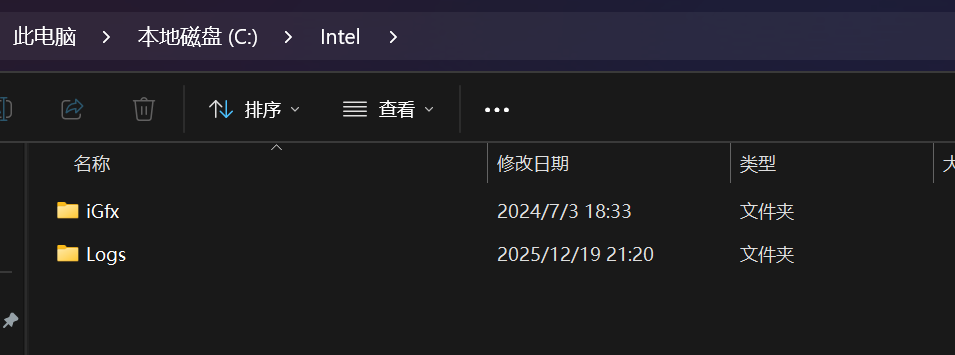 此电脑 > 本地磁盘 (C:) > Intel >
排序 查看 •••
名称 修改日期 类型 大
iGfx 2024/7/3 18:33 文件夹
Logs 2025/12/19 21:20 文件夹